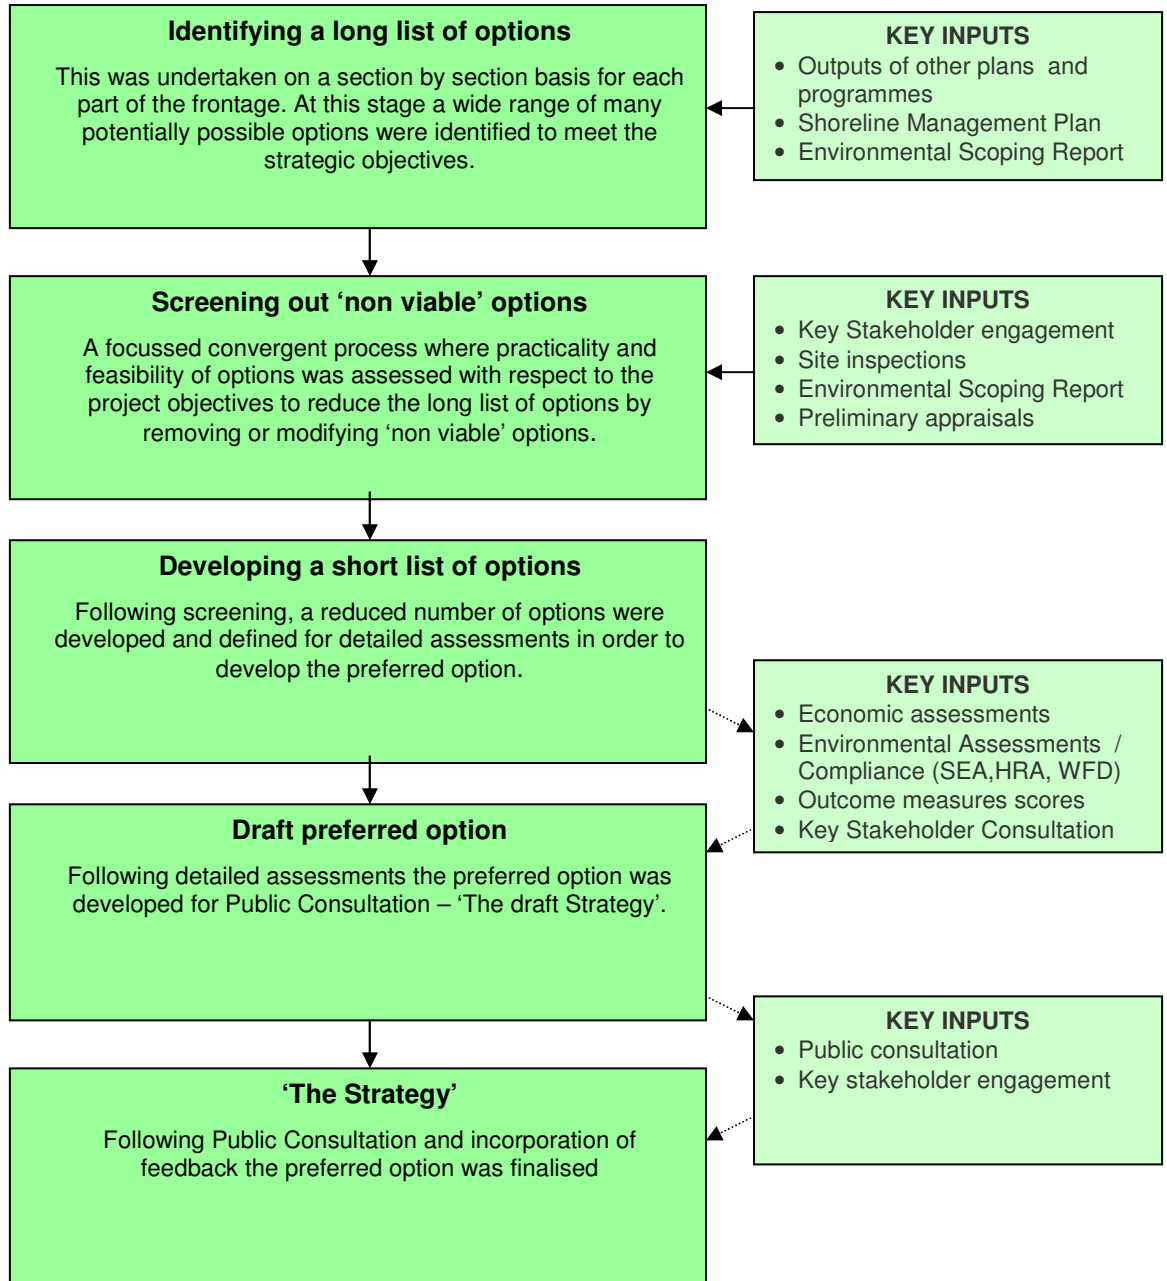 Identifying a long list of options
This was undertaken on a section by section basis for each
part of the frontage. At this stage a wide range of many
potentially possible options were identified to meet the
strategic objectives.
KEY INPUTS
• Outputs of other plans and
programmes
• Shoreline Management Plan
• Environmental Scoping Report
Screening out ‘non viable’ options
A focussed convergent process where practicality and
feasibility of options was assessed with respect to the
project objectives to reduce the long list of options by
removing or modifying ‘non viable’ options.
KEY INPUTS
• Key Stakeholder engagement
• Site inspections
• Environmental Scoping Report
• Preliminary appraisals
Developing a short list of options
Following screening, a reduced number of options were
developed and defined for detailed assessments in order to
develop the preferred option.
KEY INPUTS
• Economic assessments
• Environmental Assessments /
Compliance (SEA,HRA, WFD)
• Outcome measures scores
• Key Stakeholder Consultation
Draft preferred option
Following detailed assessments the preferred option was
developed for Public Consultation – ‘The draft Strategy’.
KEY INPUTS
• Public consultation
• Key stakeholder engagement
‘The Strategy’
Following Public Consultation and incorporation of
feedback the preferred option was finalised